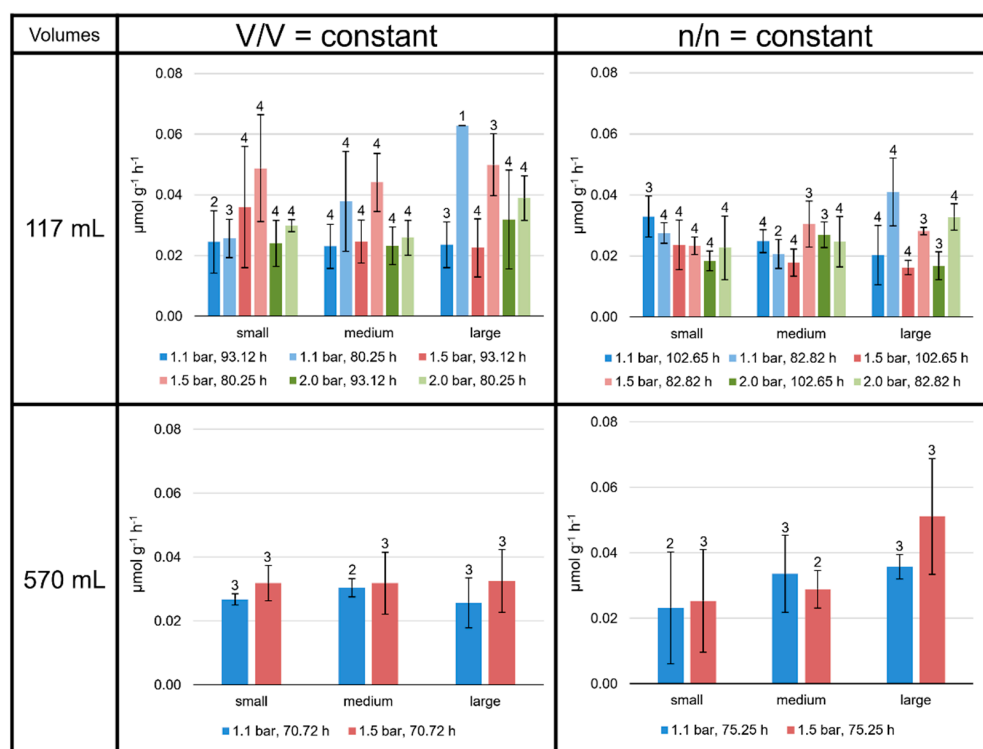 Volumes
V/V = constant
n/n = constant
117 mL
µmol g⁻¹ h⁻¹
0.08
0.06
0.04
0.02
0.00
2 3 4 4 4 4
4 4 4 4 4 4
3 1 4 3 4 4
small medium large
1.1 bar, 93.12 h 1.1 bar, 80.25 h 1.5 bar, 93.12 h
1.5 bar, 80.25 h 2.0 bar, 93.12 h 2.0 bar, 80.25 h
µmol g⁻¹ h⁻¹
0.08
0.06
0.04
0.02
0.00
3 4 4 4 4 4
4 2 4 3 3 4
4 4 4 3 3 4
small medium large
1.1 bar, 102.65 h 1.1 bar, 82.82 h 1.5 bar, 102.65 h
1.5 bar, 82.82 h 2.0 bar, 102.65 h 2.0 bar, 82.82 h
570 mL
µmol g⁻¹ h⁻¹
0.08
0.06
0.04
0.02
0.00
3 3
2 3
3 3
small medium large
1.1 bar, 70.72 h 1.5 bar, 70.72 h
µmol g⁻¹ h⁻¹
0.08
0.06
0.04
0.02
0.00
2 3
3 2
3 3
small medium large
1.1 bar, 75.25 h 1.5 bar, 75.25 h